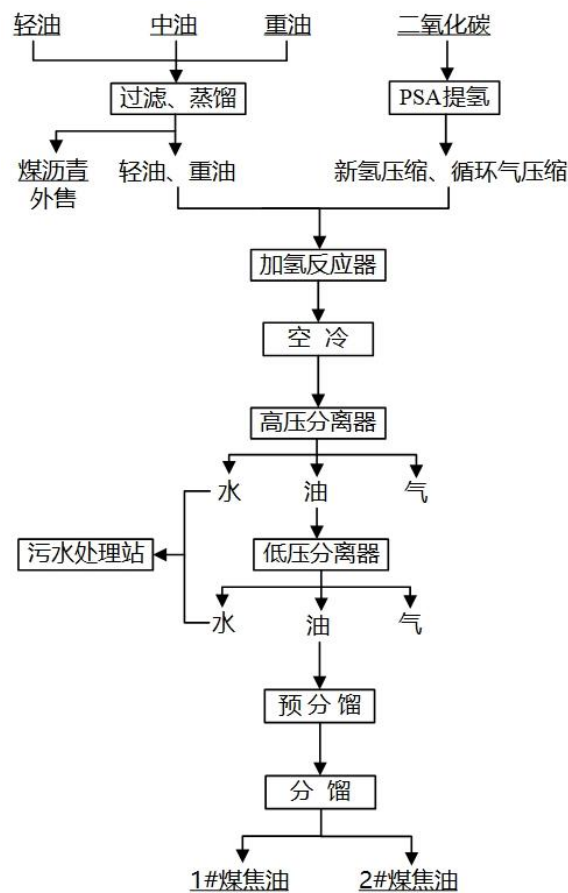 轻油 中油 重油 二氧化碳
过滤、蒸馏 PSA提氢
煤沥青 轻油、重油 新氢压缩、循环气压缩
外售
加氢反应器
空 冷
高压分离器
水 油 气
污水处理站 低压分离器
水 油 气
预分馏
分 馏
1#煤焦油 2#煤焦油